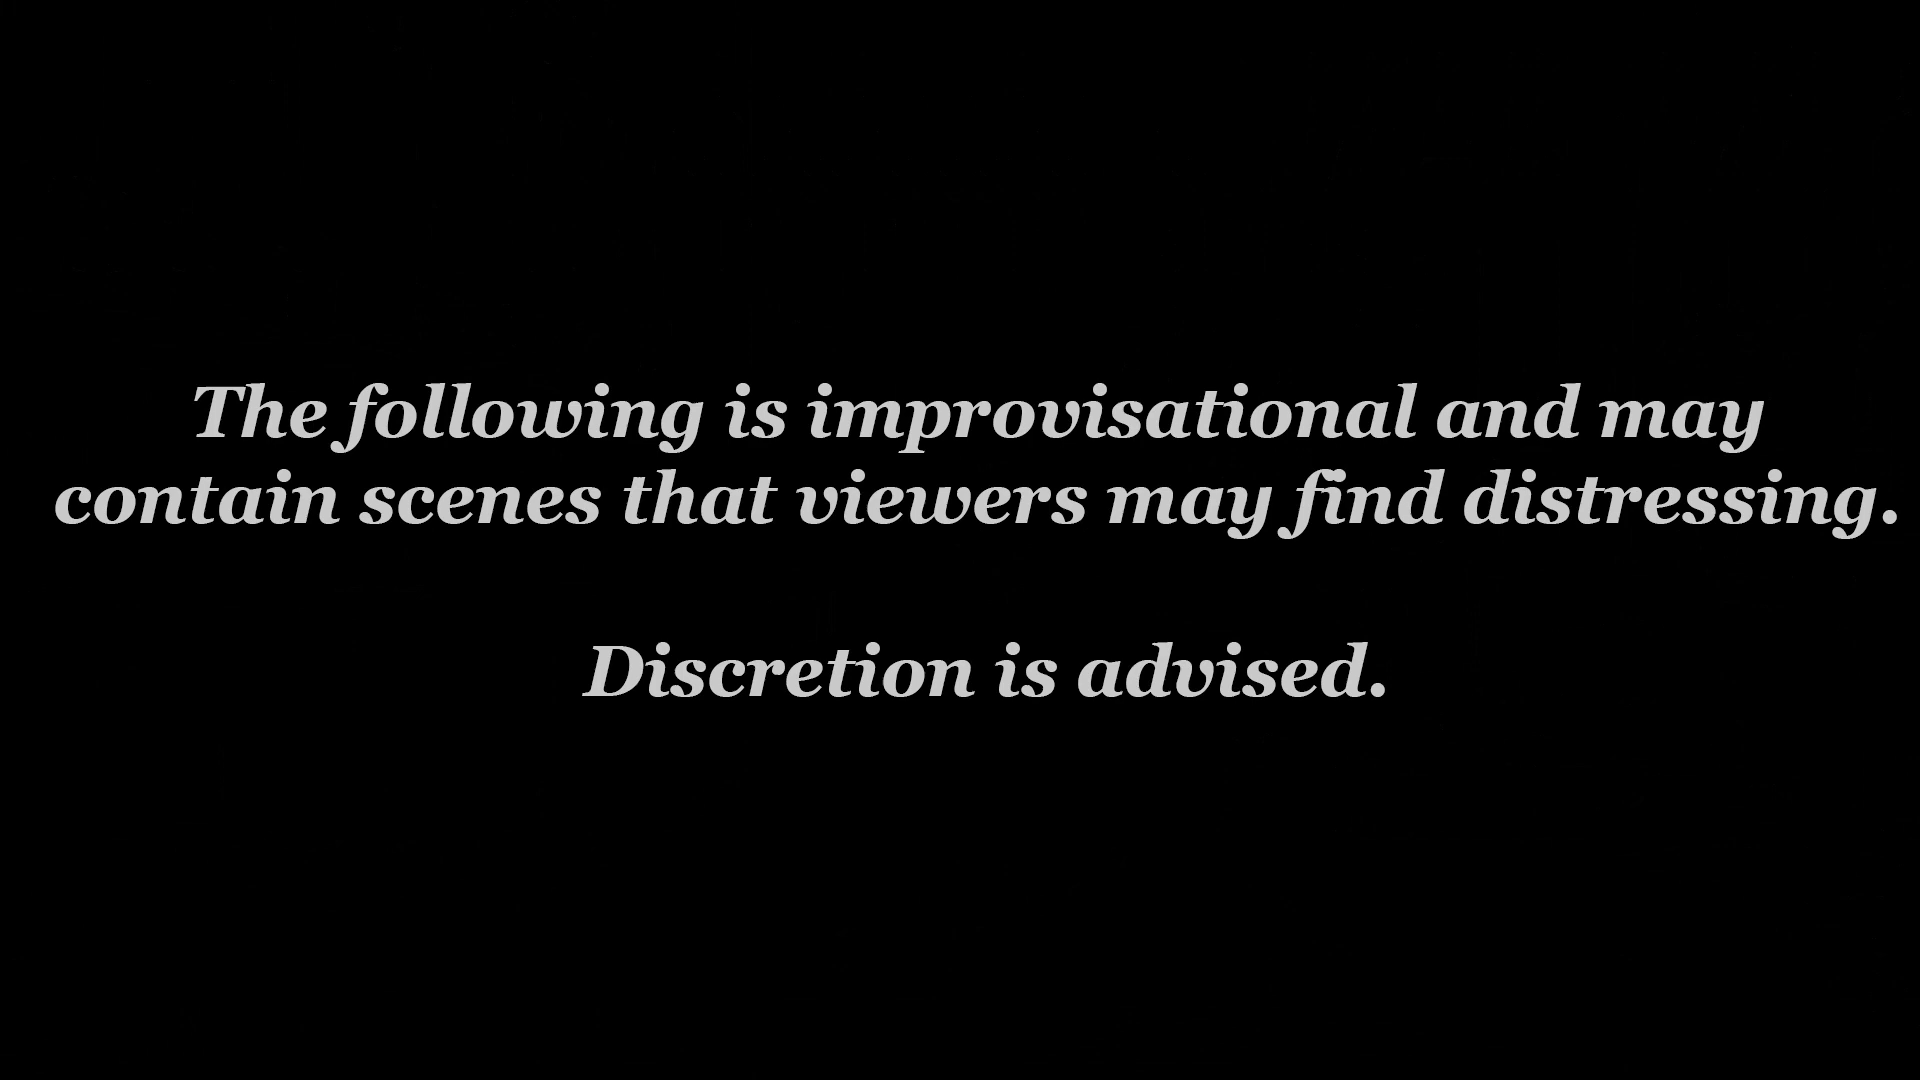 The following is improvisational and may
contain scenes that viewers may find distressing.
Discretion is advised.